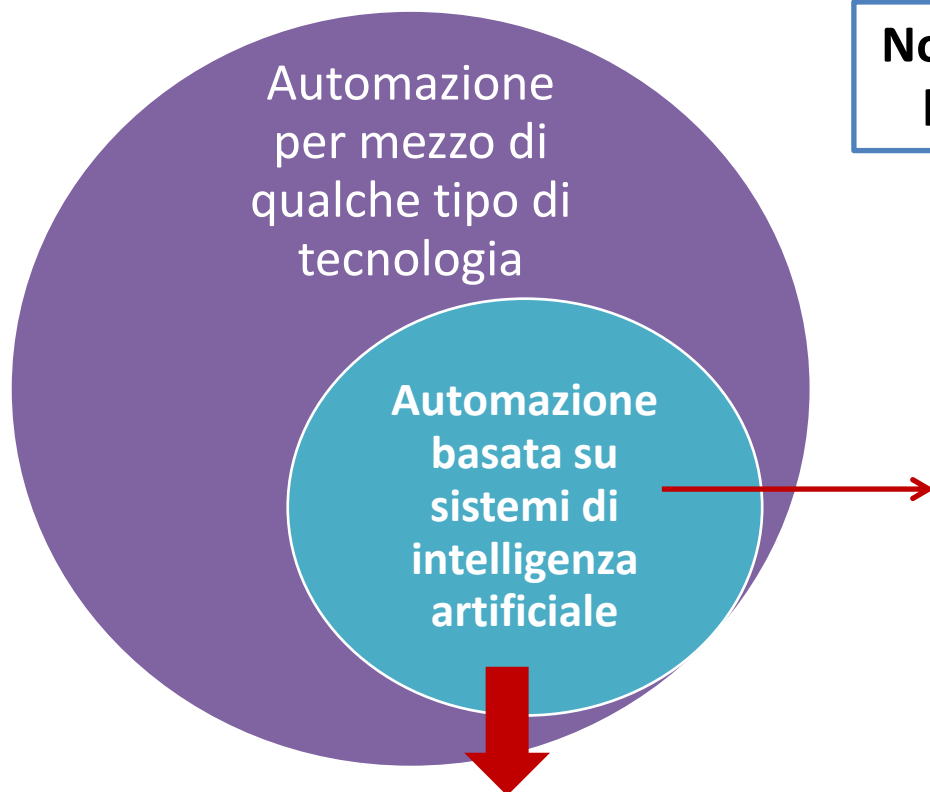 Automazione
per mezzo di
qualche tipo di
tecnologia
Automazione
basata su
sistemi di
intelligenza
artificiale